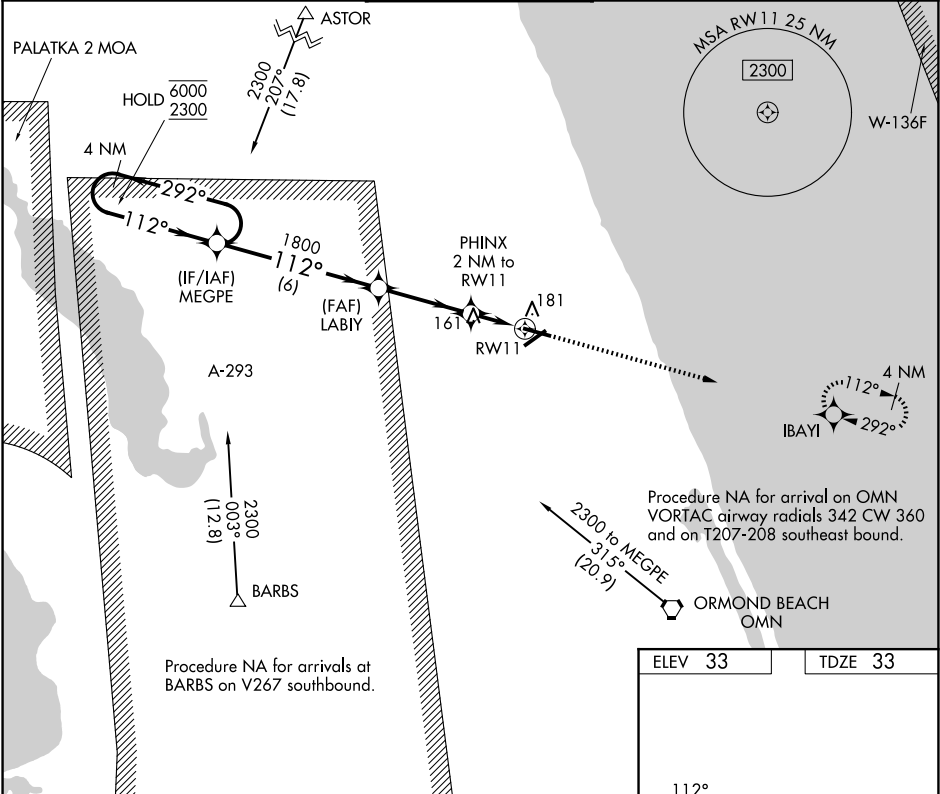 ASTOR
MSA RW11 25 NM
2300
W-136F
PALATKA 2 MOA
HOLD 6000
2300
2300
207°
(17.8)
4 NM
292°
112°
1800
112°
(6)
(IF/IAF)
MEGPE
(FAF)
LABIY
PHINX
2 NM to
RW11
161
181
RW11
A-293
4 NM
112°
292°
IBAYI
2300
003°
(12.8)
BARBS
Procedure NA for arrival on OMN
VORTAC airway radials 342 CW 360
and on T207-208 southeast bound.
2300 to MEGPE
315°
(20.9)
ORMOND BEACH
OMN
Procedure NA for arrivals at
BARBS on V267 southbound.
ELEV 33
TDZE 33
112°